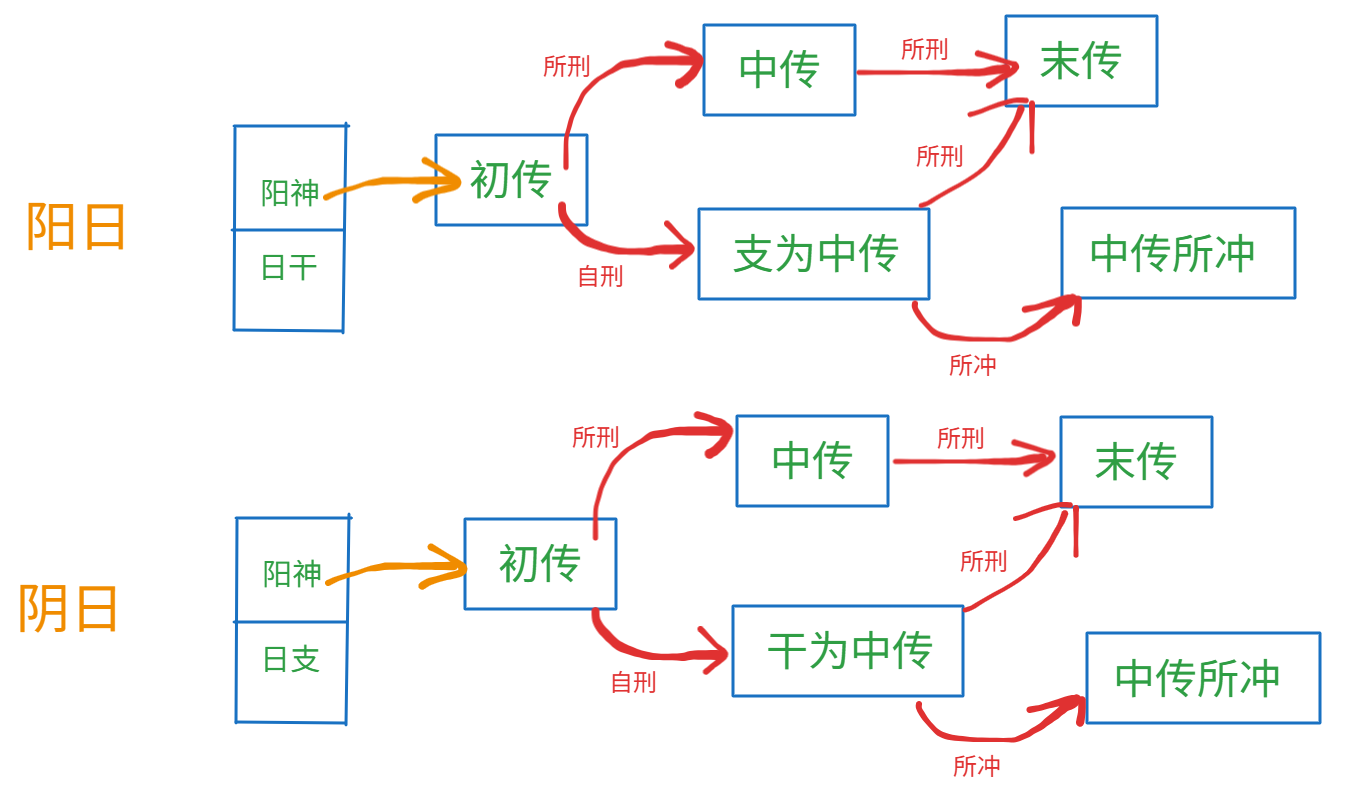 所刑
中传
所刑
末传
阳日
阳神
日干
初传
所刑
自刑
支为中传
中传所冲
所冲
所刑
中传
所刑
末传
阴日
阳神
日支
初传
所刑
自刑
干为中传
中传所冲
所冲